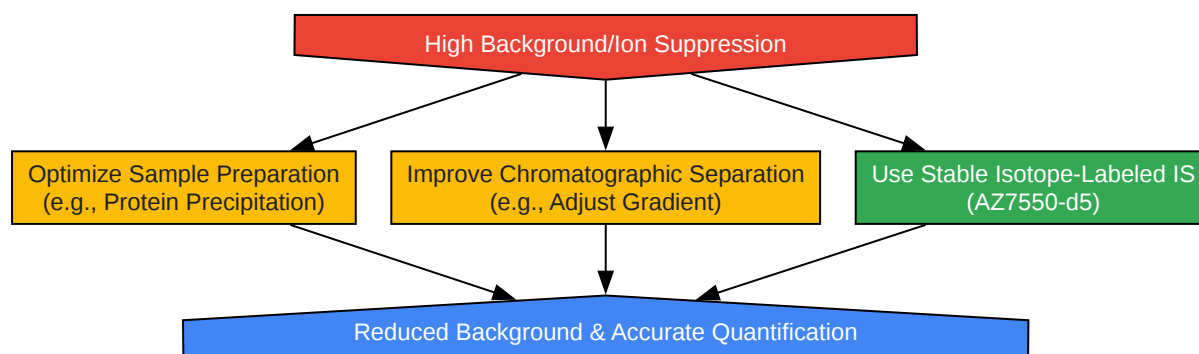 High Background/Ion Suppression
Optimize Sample Preparation
(e.g., Protein Precipitation)
Improve Chromatographic Separation
(e.g., Adjust Gradient)
Use Stable Isotope-Labeled IS
(AZ7550-d5)
Reduced Background & Accurate Quantification